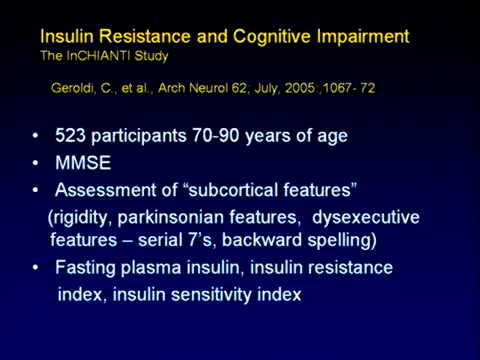 Insulin Resistance and Cognitive Impairment
The InCHIANTI Study
Geroldi, C., et al., Arch Neurol 62; July, 2005:,1067- 72
• 523 participants 70-90 years of age
• MMSE
• Assessment of “subcortical features”
(rigidity, parkinsonian features, dysexecutive
features – serial 7’s, backward spelling)
• Fasting plasma insulin, insulin resistance
index, insulin sensitivity index